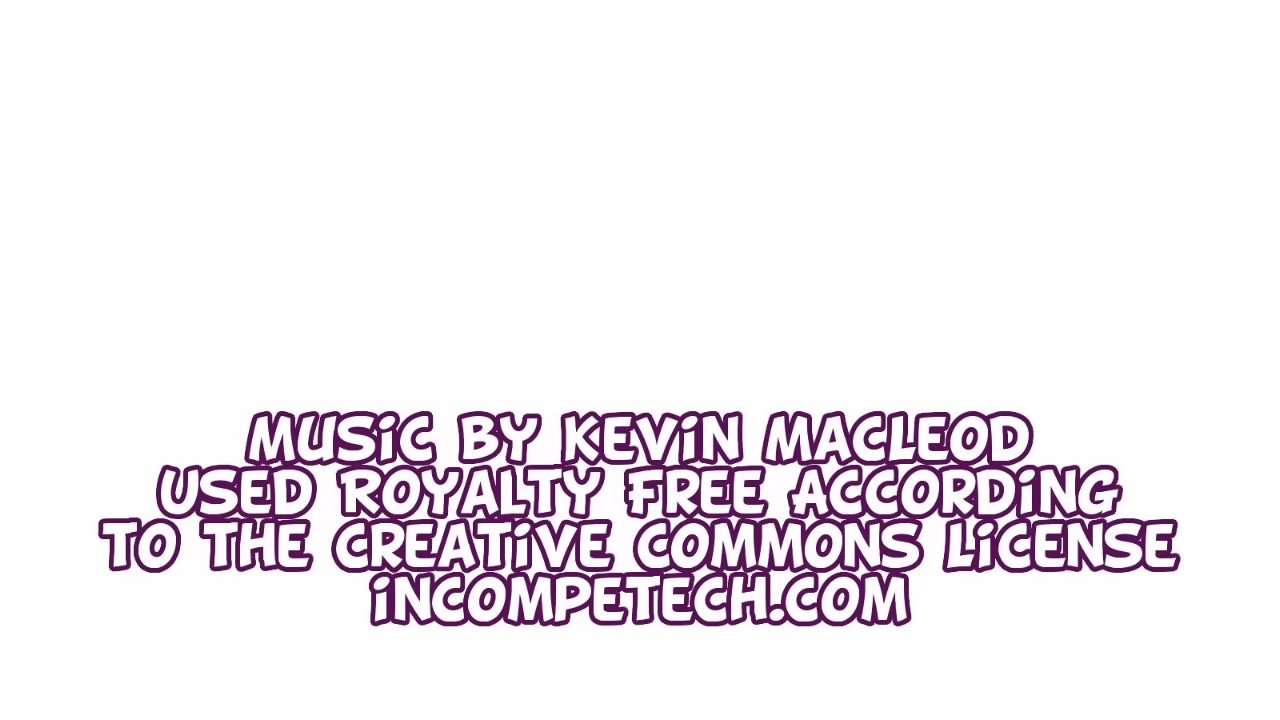 MUSiC BY KEViN MACLEOD
USED ROYALTY FREE ACCORDiNG
TO THE CREATiVE COMMONS LiCENSE
iNCOMPETECH.COM